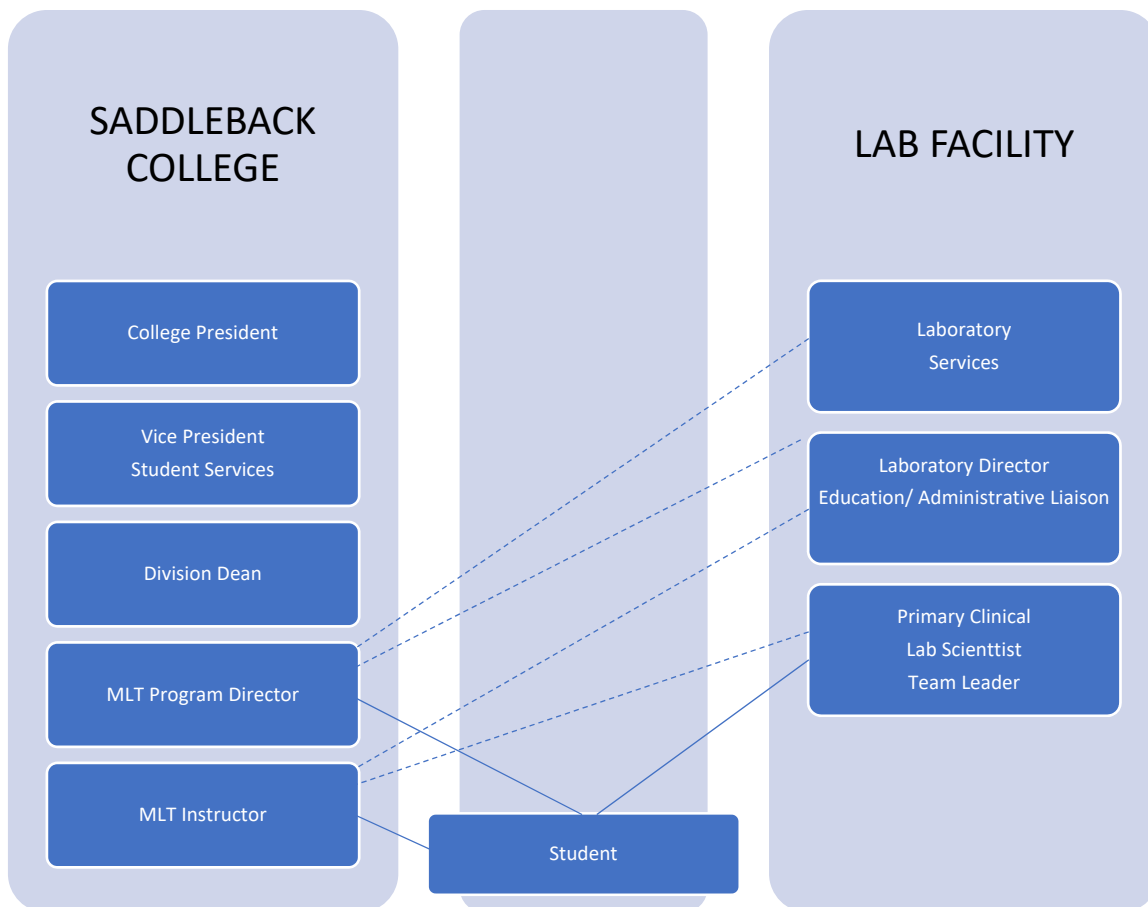 SADDLEBACK
COLLEGE
College President
Vice President
Student Services
Division Dean
MLT Program Director
MLT Instructor
Student
LAB FACILITY
Laboratory
Services
Laboratory Director
Education/ Administrative Liaison
Primary Clinical
Lab Scienttist
Team Leader